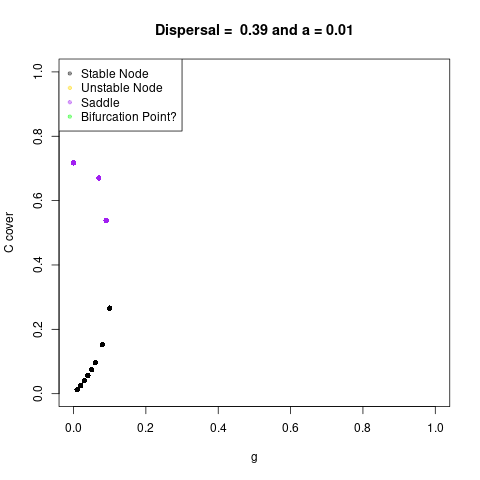 Dispersal =  0.39 and a = 0.01
Stable Node
Unstable Node
Saddle
Bifurcation Point?
C cover
1.0
0.8
0.6
0.4
0.2
0.0
0.0 0.2 0.4 0.6 0.8 1.0
g